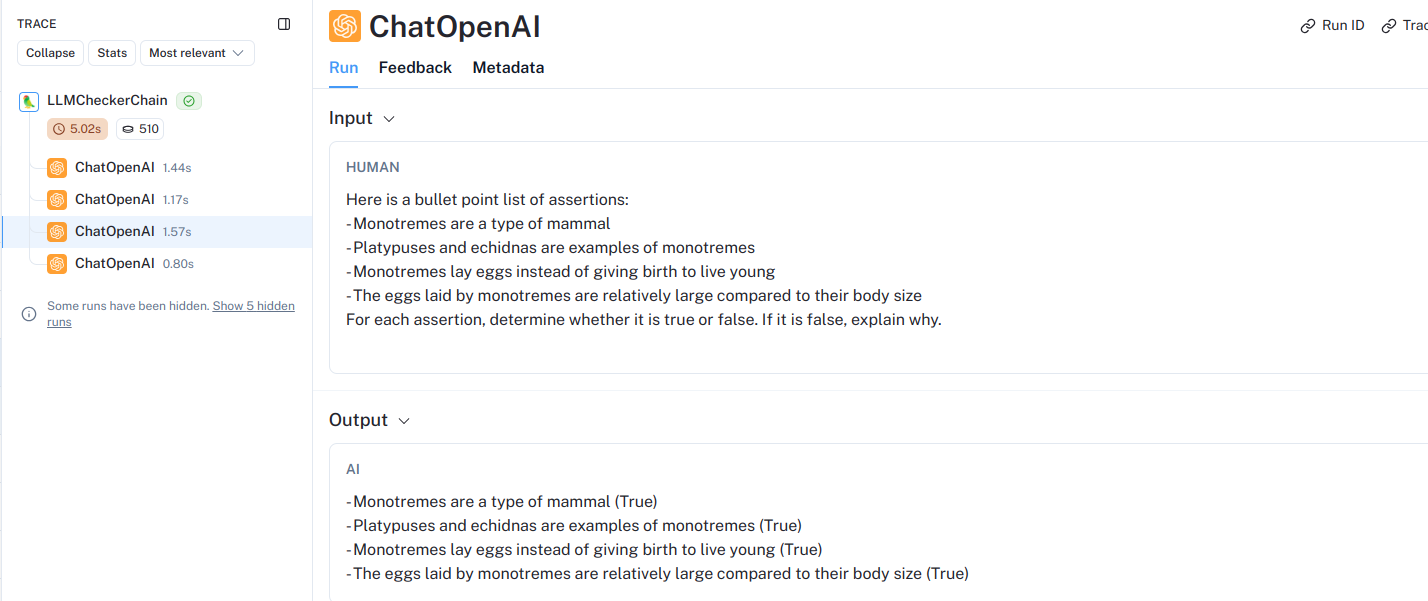 TRACE
Collapse Stats Most relevant
LLMCheckerChain
5.02s 510
ChatOpenAI 1.44s
ChatOpenAI 1.17s
ChatOpenAI 1.57s
ChatOpenAI 0.80s
Some runs have been hidden. Show 5 hidden
runs
ChatOpenAI
Run ID Trac
Run Feedback Metadata
Input
HUMAN
Here is a bullet point list of assertions:
-Monotremes are a type of mammal
-Platypuses and echidnas are examples of monotremes
-Monotremes lay eggs instead of giving birth to live young
-The eggs laid by monotremes are relatively large compared to their body size
For each assertion, determine whether it is true or false. If it is false, explain why.
Output
AI
-Monotremes are a type of mammal (True)
-Platypuses and echidnas are examples of monotremes (True)
-Monotremes lay eggs instead of giving birth to live young (True)
-The eggs laid by monotremes are relatively large compared to their body size (True)